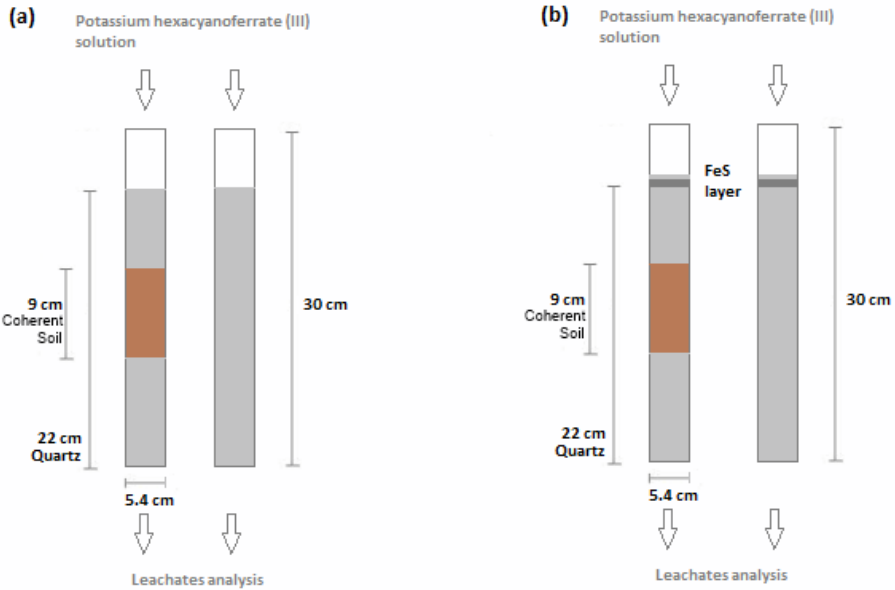 (a)
Potassium hexacyanoferrate (III)
solution
9 cm
Coherent
Soil
30 cm
22 cm
Quartz
5.4 cm
Leachates analysis
(b)
Potassium hexacyanoferrate (III)
solution
FeS
layer
9 cm
Coherent
Soil
30 cm
22 cm
Quartz
5.4 cm
Leachates analysis